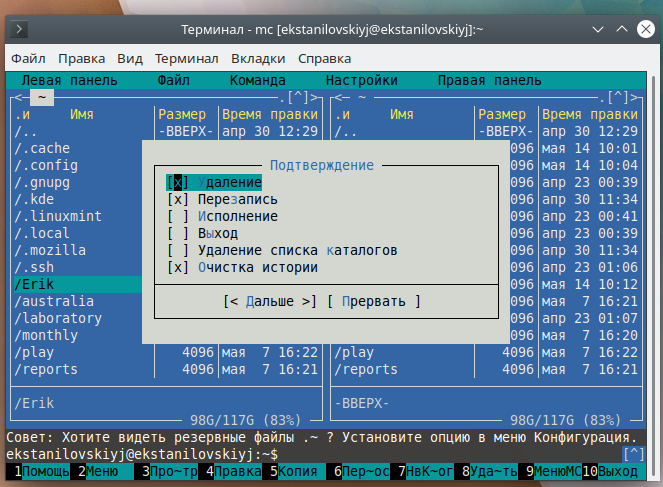 Терминал - mc [ekstanilovskiyj@ekstanilovskiyj]:~
Файл Правка Вид Терминал Вкладки Справка
Левая панель Файл Команда Настройки Правая панель
<─ ~ .[^]> <─ ~ .[^]>
.и Имя Размер Время правки .и Имя Размер Время правки
/.. -ВВЕРХ- апр 30 12:29 /.. -ВВЕРХ- апр 30 12:29
/.cache 096 мая 14 10:01
/.config 096 мая 14 10:04
/.gnupg 096 апр 23 00:39
/.kde 096 апр 30 11:34
/.linuxmint 096 апр 23 00:41
/.local 096 апр 23 00:39
/.mozilla 096 апр 30 11:34
/.ssh 096 апр 23 01:06
/Erik 096 мая 14 10:12
/australia 096 мая 7 16:21
/laboratory 096 апр 23 01:07
/monthly 096 мая 7 16:20
/play 4096 мая 7 16:22 /play 4096 мая 7 16:22
/reports 4096 мая 7 16:21 /reports 4096 мая 7 16:21
Подтверждение
[x] Удаление
[x] Перезапись
[ ] Исполнение
[ ] Выход
[ ] Удаление списка каталогов
[x] Очистка истории
[< Дальше >] [ Прервать ]
/Erik -ВВЕРХ-
98G/117G (83%) 98G/117G (83%)
Совет: Хотите видеть резервные файлы .~ ? Установите опцию в меню Конфигурация.
ekstanilovskiyj@ekstanilovskiyj:~$ [^]
1Помощь 2Меню 3Про~тр 4Правка 5Копия 6Пер~ос 7НвК~ог 8Уда~ть 9МенюМС 10Выход